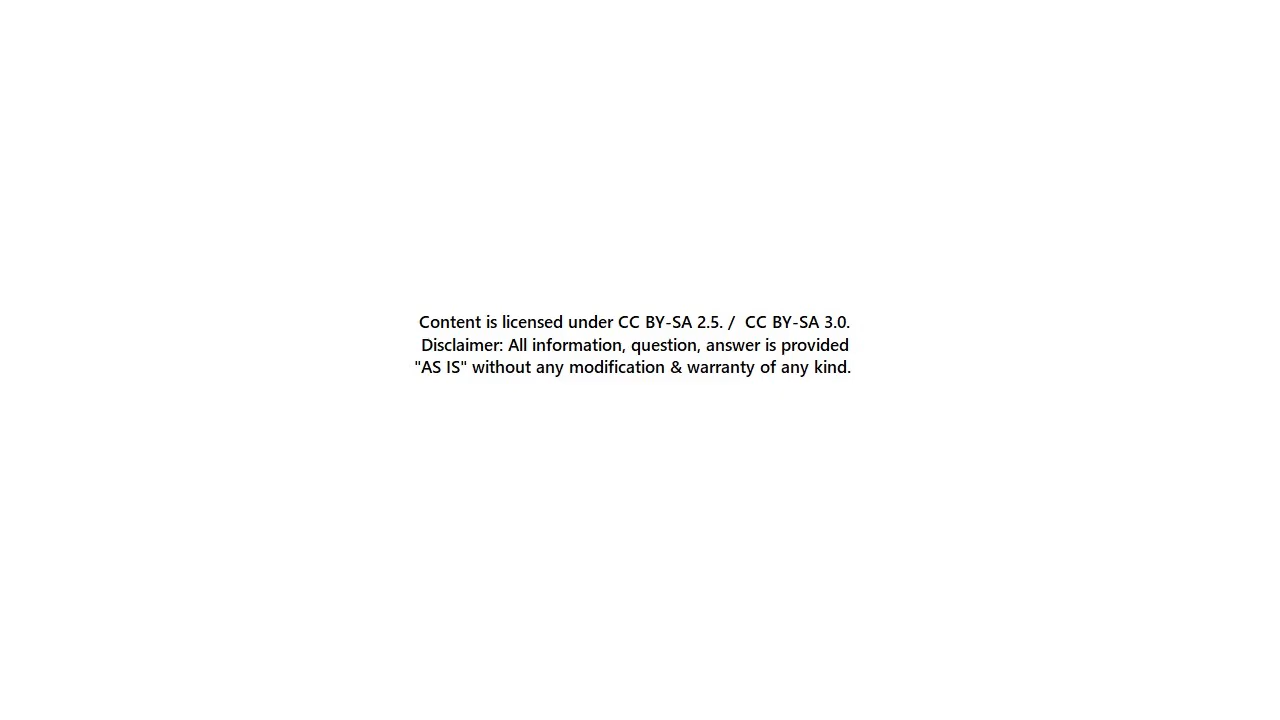 Content is licensed under CC BY-SA 2.5. /  CC BY-SA 3.0.
Disclaimer: All information, question, answer is provided
"AS IS" without any modification & warranty of any kind.